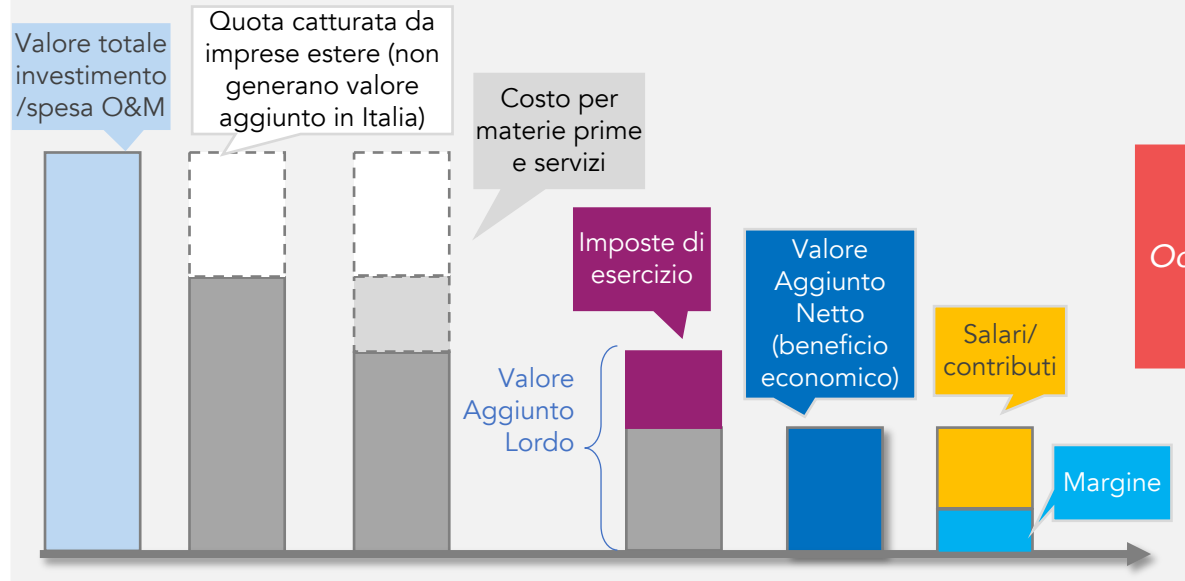 Valore totale
investimento
/spesa O&M
Quota catturata da
imprese estere (non
generano valore
aggiunto in Italia)
Costo per
materie prime
e servizi
Imposte di
esercizio
Valore
Aggiunto
Netto
(beneficio
economico)
Salari/
contributi
Valore
Aggiunto
Lordo
Margine